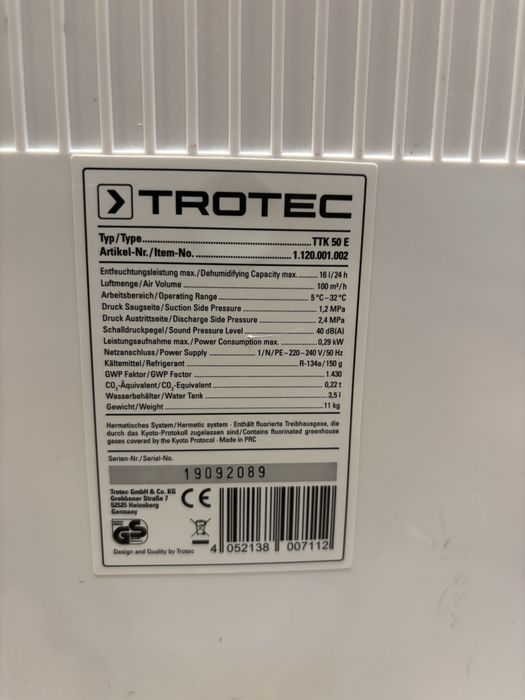 TROTEC
Typ/Type TTK 50 E
Artikel-Nr./Item-No. 1.120.001.002
Entfeuchtungsleistung max./Dehumidifying Capacity max. 16 l/24 h
Luftmenge/Air Volume 100 m³/h
Arbeitsbereich/Operating Range 5°C–32°C
Druck Saugseite/Suction Side Pressure 1,2 MPa
Druck Austrittseite/Discharge Side Pressure 2,4 MPa
Schalldruckpegel/Sound Pressure Level 40 dB(A)
Leistungsaufnahme max./Power Consumption max. 0,29 kW
Netzanschluss/Power Supply 1/N/PE~220-240 V/50 Hz
Kältemittel/Refrigerant R-134a/150 g
GWP Faktor/GWP Factor 1.430
CO₂-Äquivalent/CO₂-Equivalent 0,22 t
Wasserbehälter/Water Tank 3,5 l
Gewicht/Weight 11 kg
Hermetisches System/Hermetic system · Enthält fluorierte Treibhausgase, die
durch das Kyoto-Protokoll zugelassen sind/Contains fluorinated greenhouse
gases covered by the Kyoto Protocol · Made in PRC
Serien-Nr./Serial-No.
19092089
Trotec GmbH & Co. KG
Grebbener Straße 7
52525 Heinsberg
Germany
CE
GS
Design and Quality by Trotec
4 052138 007112